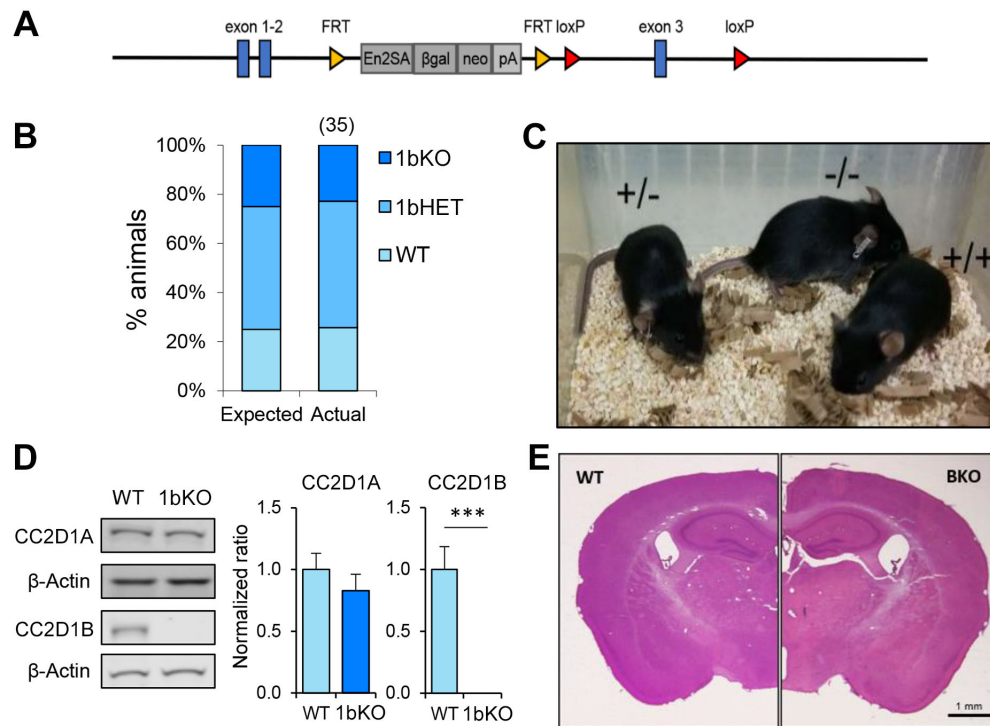 A
exon 1-2
FRT
FRT loxP
exon 3
loxP
En2SA
βgal
neo
pA
B
(35)
100%
80%
60%
40%
20%
0%
% animals
Expected
Actual
1bKO
1bHET
WT
C
+/-
-/-
+/+
D
WT 1bKO
CC2D1A
β-Actin
CC2D1B
β-Actin
CC2D1A
CC2D1B
Normalized ratio
1.5
1.0
0.5
0.0
WT 1bKO
1.5
1.0
0.5
0.0
***
WT 1bKO
E
WT
BKO
1 mm